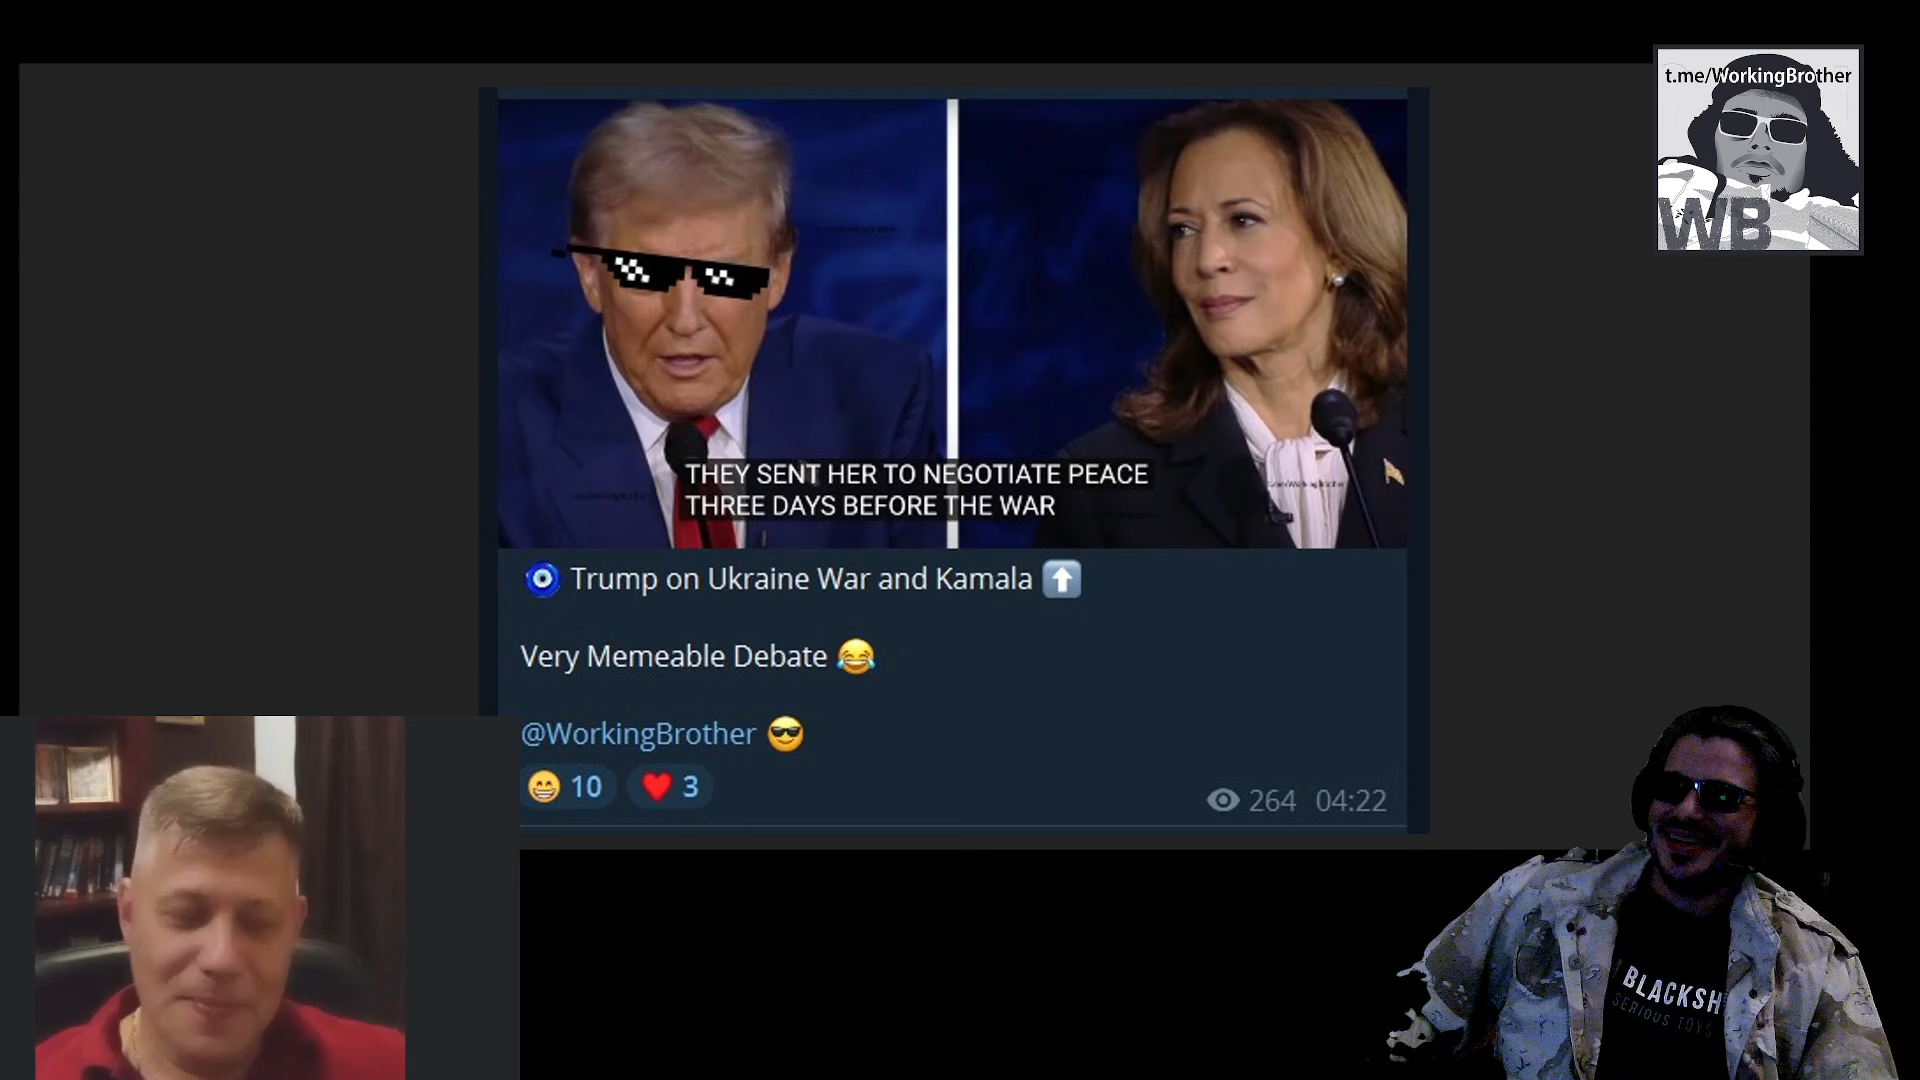 t.me/WorkingBrother
WB
THEY SENT HER TO NEGOTIATE PEACE
THREE DAYS BEFORE THE WAR
Trump on Ukraine War and Kamala
Very Memeable Debate
@WorkingBrother
10
3
264 04:22
BLACKSH
SERIOUS TOYS